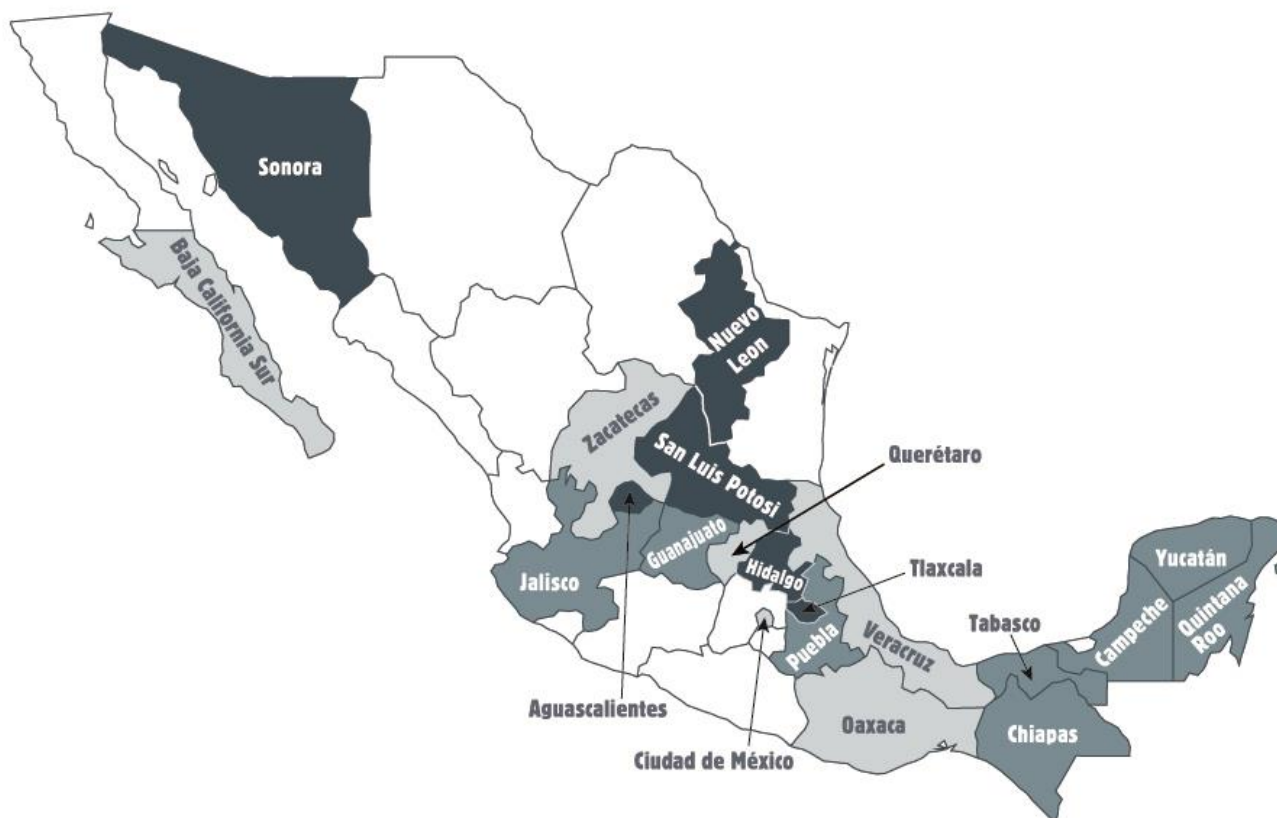 Sonora
Baja California Sur
Nuevo
Leon
Zacatecas
San Luis Potosi
Querétaro
Guanajuato
Hidalgo
Tlaxcala
Jalisco
Yucatán
Campeche
Quintana
Roo
Tabasco
Puebla
Veracruz
Aguascalientes
Oaxaca
Chiapas
Ciudad de México